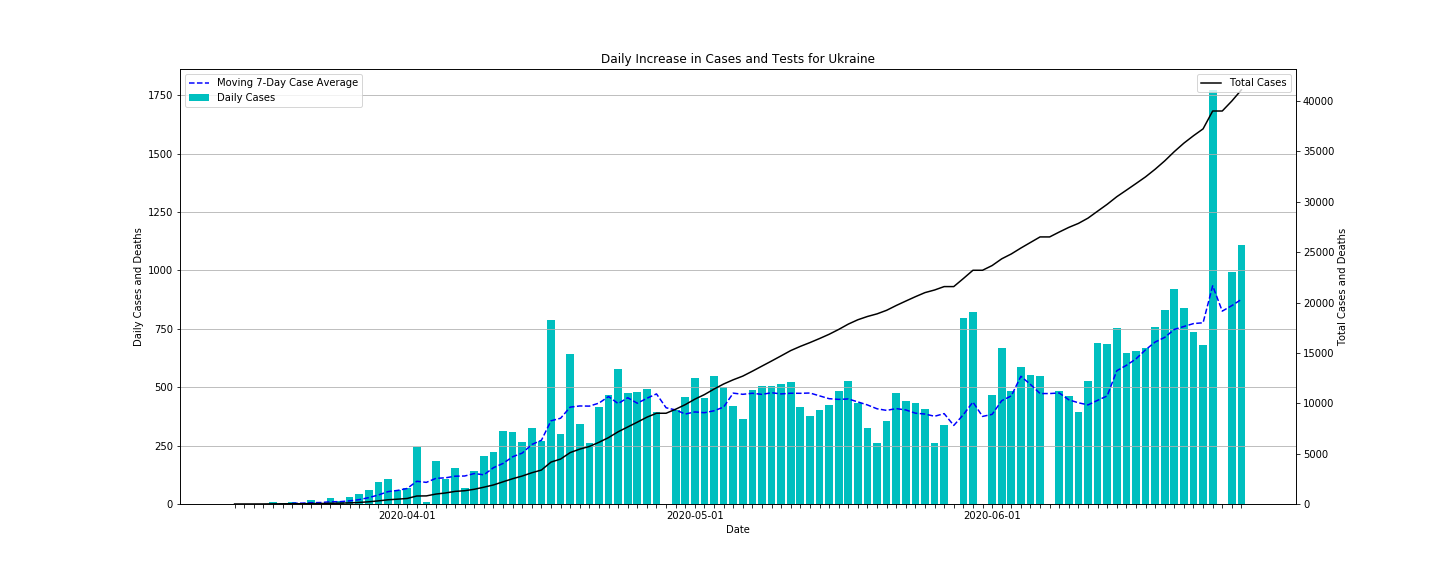 Daily Increase in Cases and Tests for Ukraine
Moving 7-Day Case Average
Daily Cases
Total Cases
1750
1500
1250
1000
750
500
250
0
Daily Cases and Deaths
40000
35000
30000
25000
20000
15000
10000
5000
0
Total Cases and Deaths
2020-04-01
2020-05-01
2020-06-01
Date